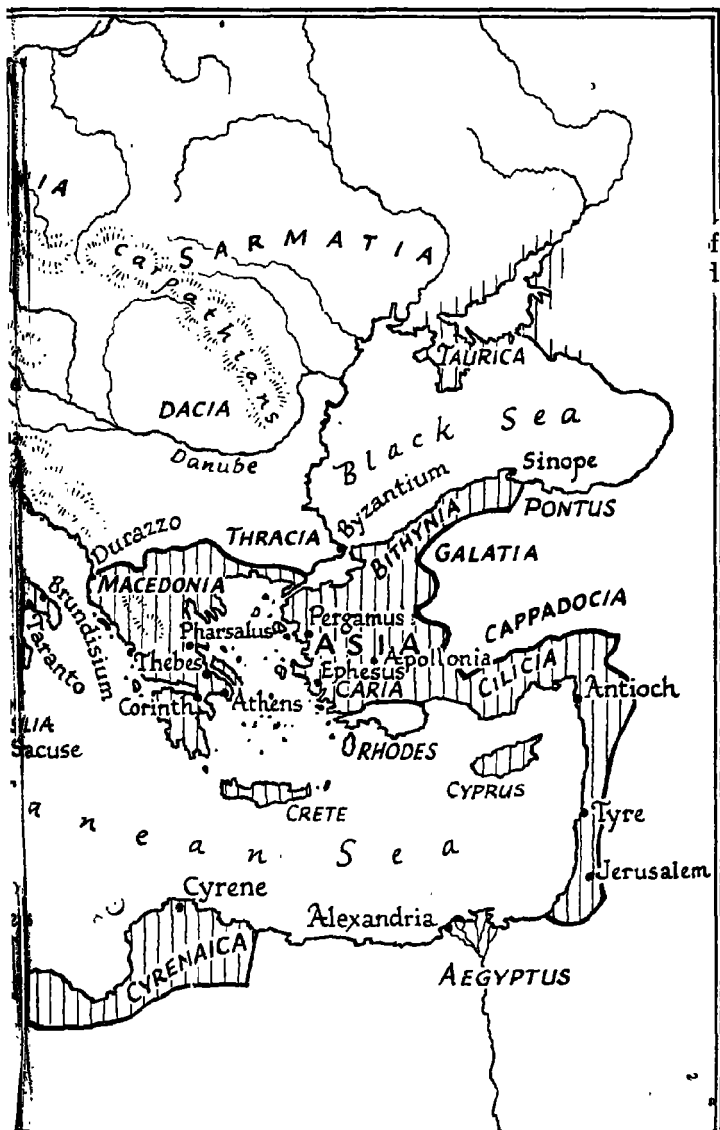 IA
SARMATIA
Carpathians
TAURICA
DACIA
Danube
Black Sea
Sinope
Byzantium
BITHYNIA
PONTUS
Durazzo
THRACIA
GALATIA
MACEDONIA
Brundisium
Taranto
CAPPADOCIA
Pergamus
Pharsalus
ASIA
Thebes
Apollonia
Ephesus
CILICIA
CARIA
Antioch
Corinth
Athens
RHODES
ILIA
Sacuse
CYPRUS
CRETE
anean Sea
Tyre
Jerusalem
Cyrene
Alexandria
CYRENAICA
AEGYPTUS